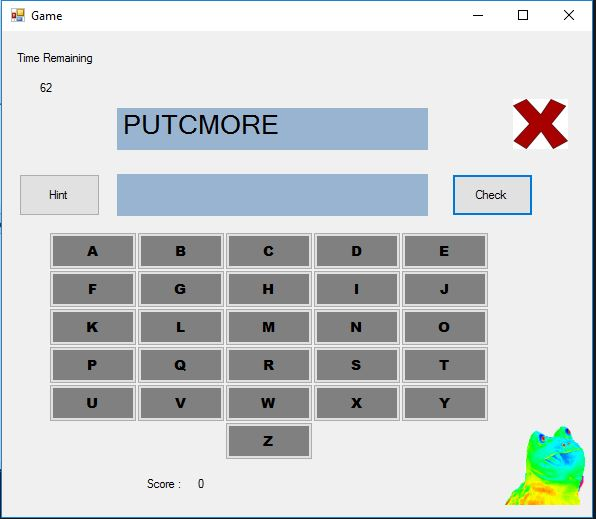 Game
Time Remaining
62
PUTCMORE
Hint
Check
A B C D E
F G H I J
K L M N O
P Q R S T
U V W X Y
Z
Score : 0